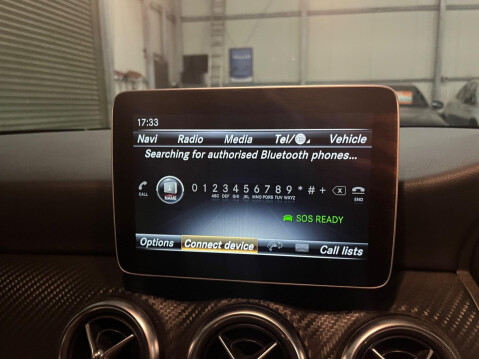 17:33
Navi Radio Media Tel/ Vehicle
Searching for authorised Bluetooth phones...
NAME
0 1 2 3 4 5 6 7 8 9 * # +
ABC DEF GHI JKL MNO PQRS TUV WXYZ
CALL
END
SOS READY
Options Connect device Call lists